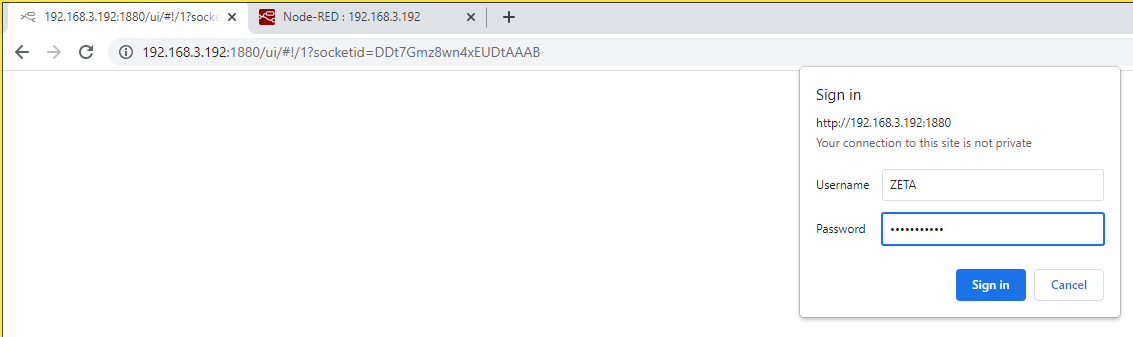 192.168.3.192:1880/ui/#!/1?socke
Node-RED : 192.168.3.192
192.168.3.192:1880/ui/#!/1?socketid=DDt7Gmz8wn4xEUDtAAAB
Sign in
http://192.168.3.192:1880
Your connection to this site is not private
Username ZETA
Password •••••••••••
Sign in Cancel